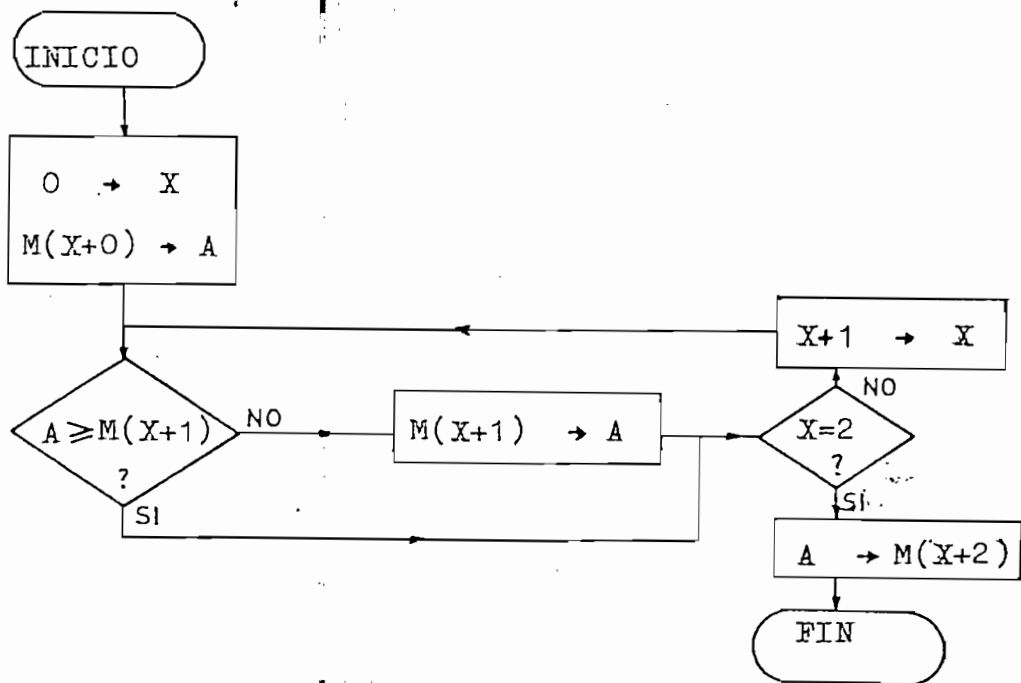 INICIO
0 → X
M(X+0) → A
A ≥ M(X+1)
?
NO
SI
M(X+1) → A
X+1 → X
NO
X=2
?
SI
A → M(X+2)
FIN